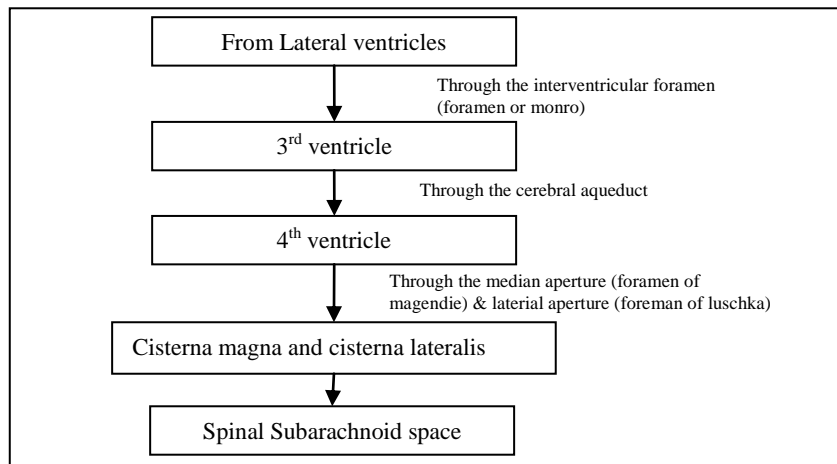 From Lateral ventricles
Through the interventricular foramen
(foramen or monro)
3rd ventricle
Through the cerebral aqueduct
4th ventricle
Through the median aperture (foramen of
magendie) & laterial aperture (foreman of luschka)
Cisterna magna and cisterna lateralis
Spinal Subarachnoid space